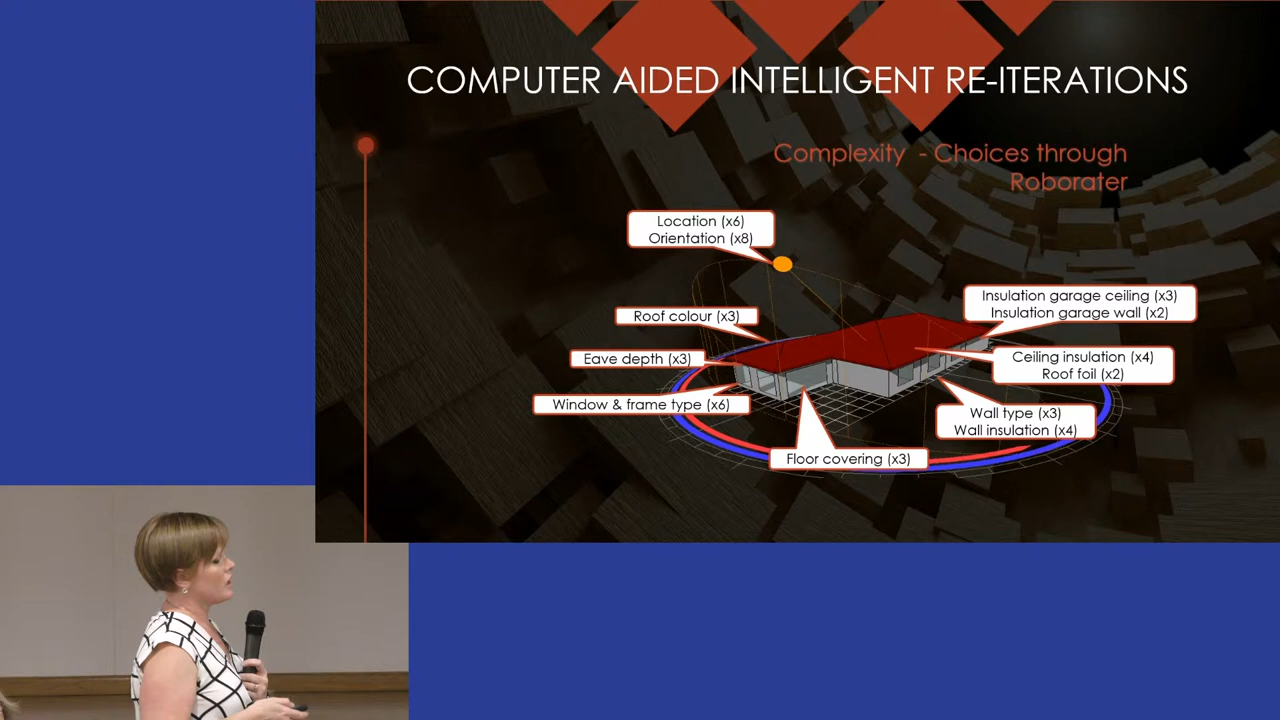 COMPUTER AIDED INTELLIGENT RE-ITERATIONS
Complexity - Choices through
Roborater
Location (x6)
Orientation (x8)
Roof colour (x3)
Eave depth (x3)
Window & frame type (x6)
Floor covering (x3)
Insulation garage ceiling (x3)
Insulation garage wall (x2)
Ceiling insulation (x4)
Roof foil (x2)
Wall type (x3)
Wall insulation (x4)